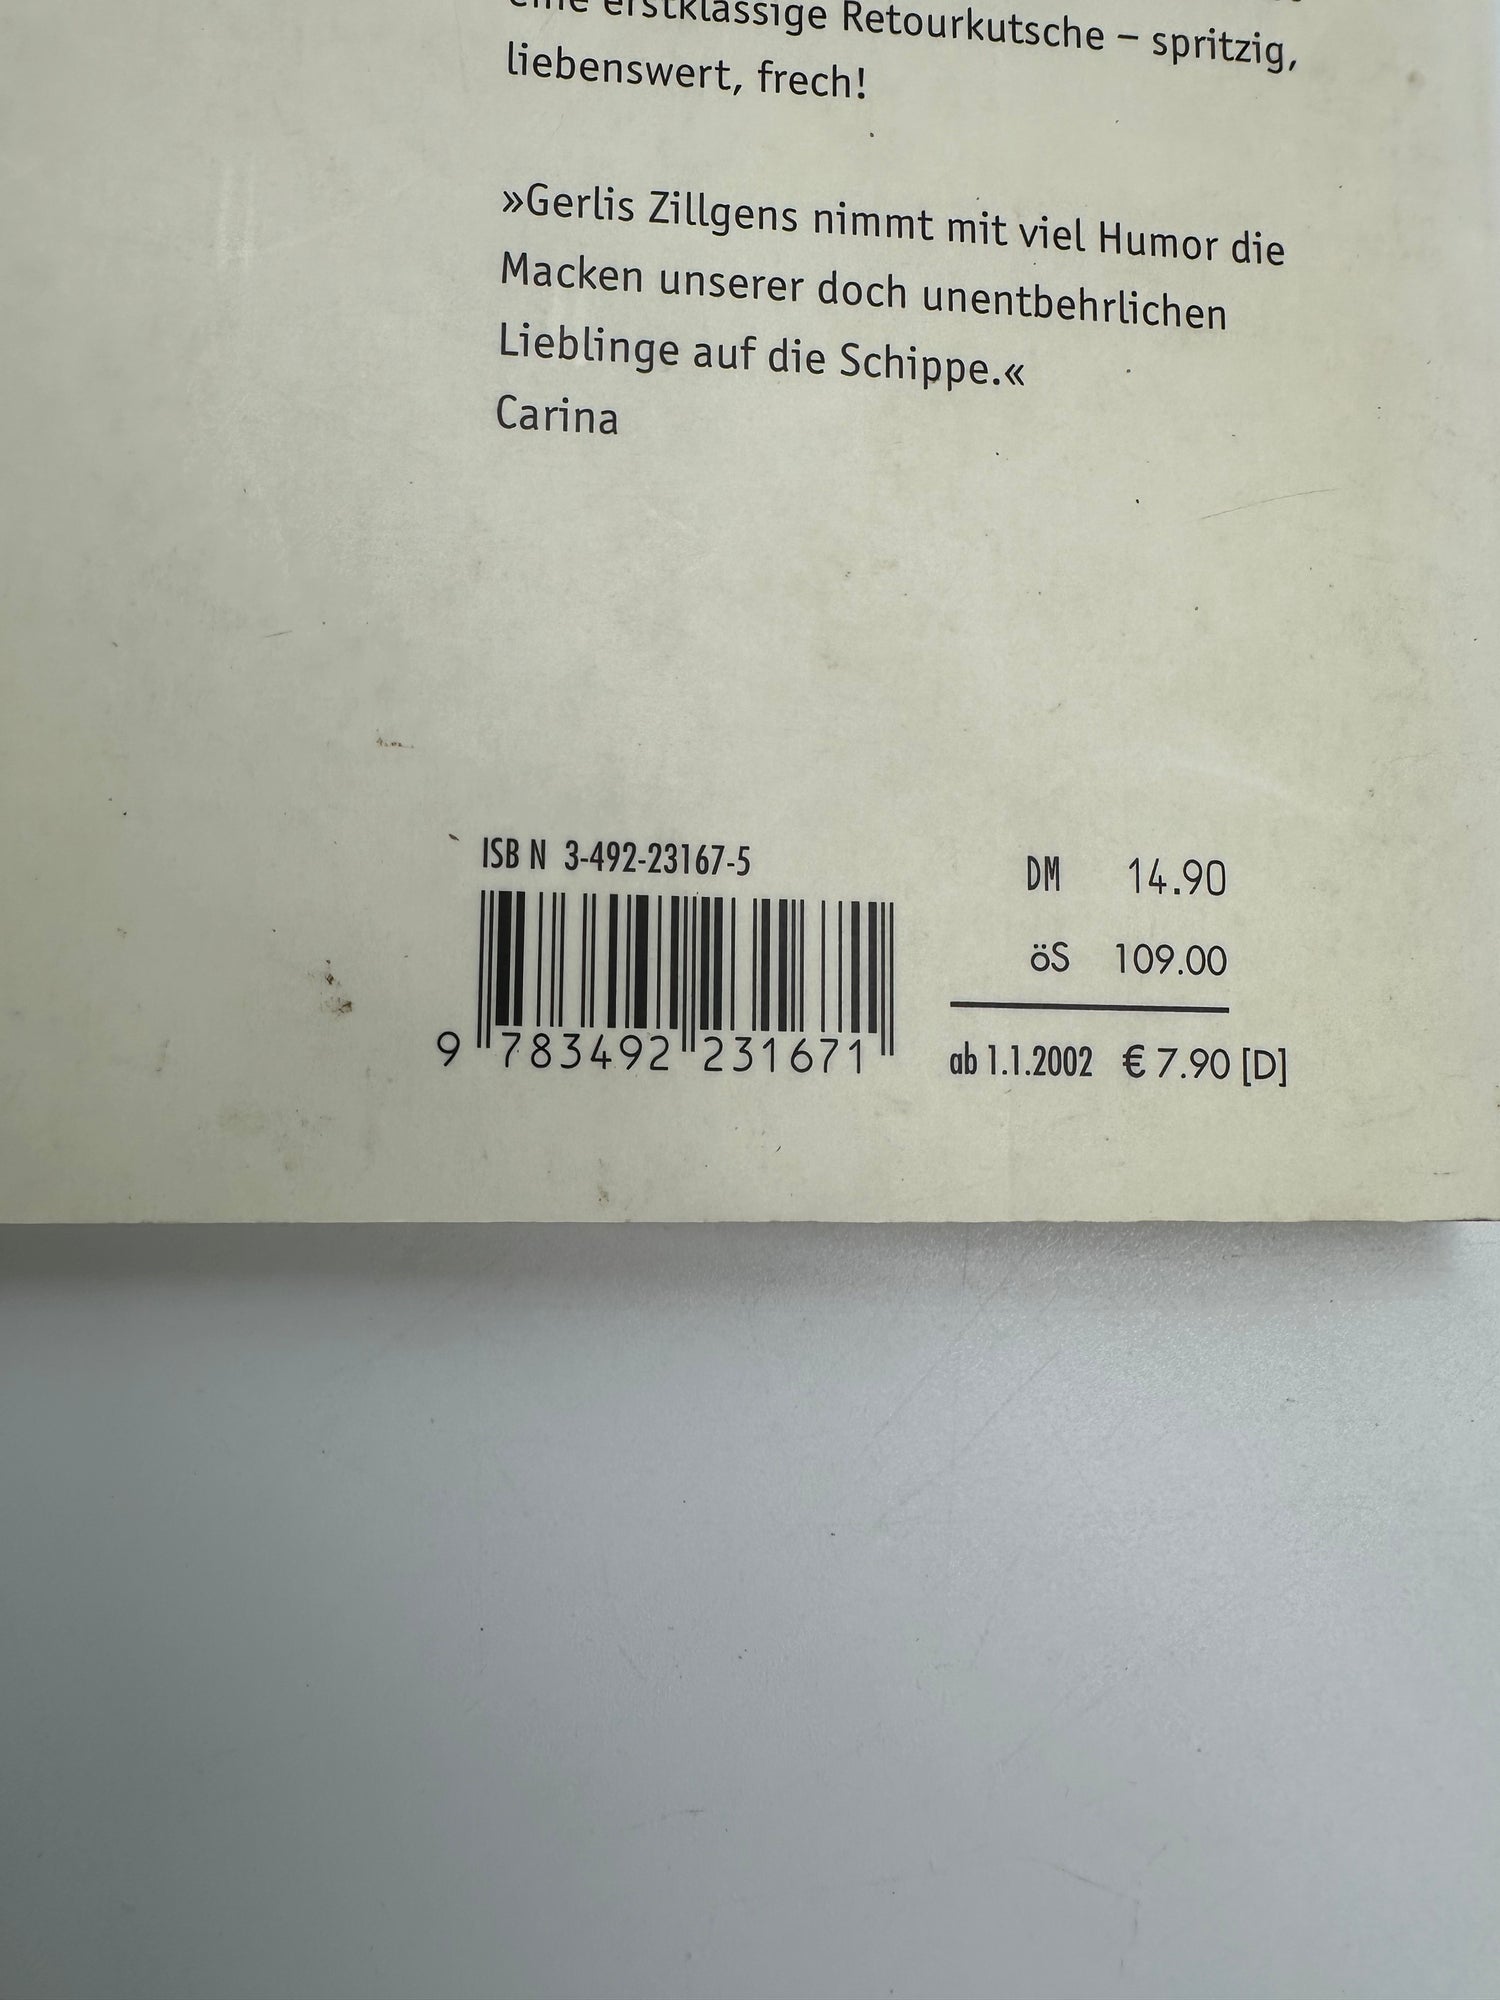 eine erstklassige Retourkutsche – spritzig,
liebenswert, frech!
»Gerlis Zillgens nimmt mit viel Humor die
Macken unserer doch unentbehrlichen
Lieblinge auf die Schippe.«
Carina
ISBN 3-492-23167-5
9 783492 231671
DM 14.90
öS 109.00
ab 1.1.2002 € 7.90 [D]